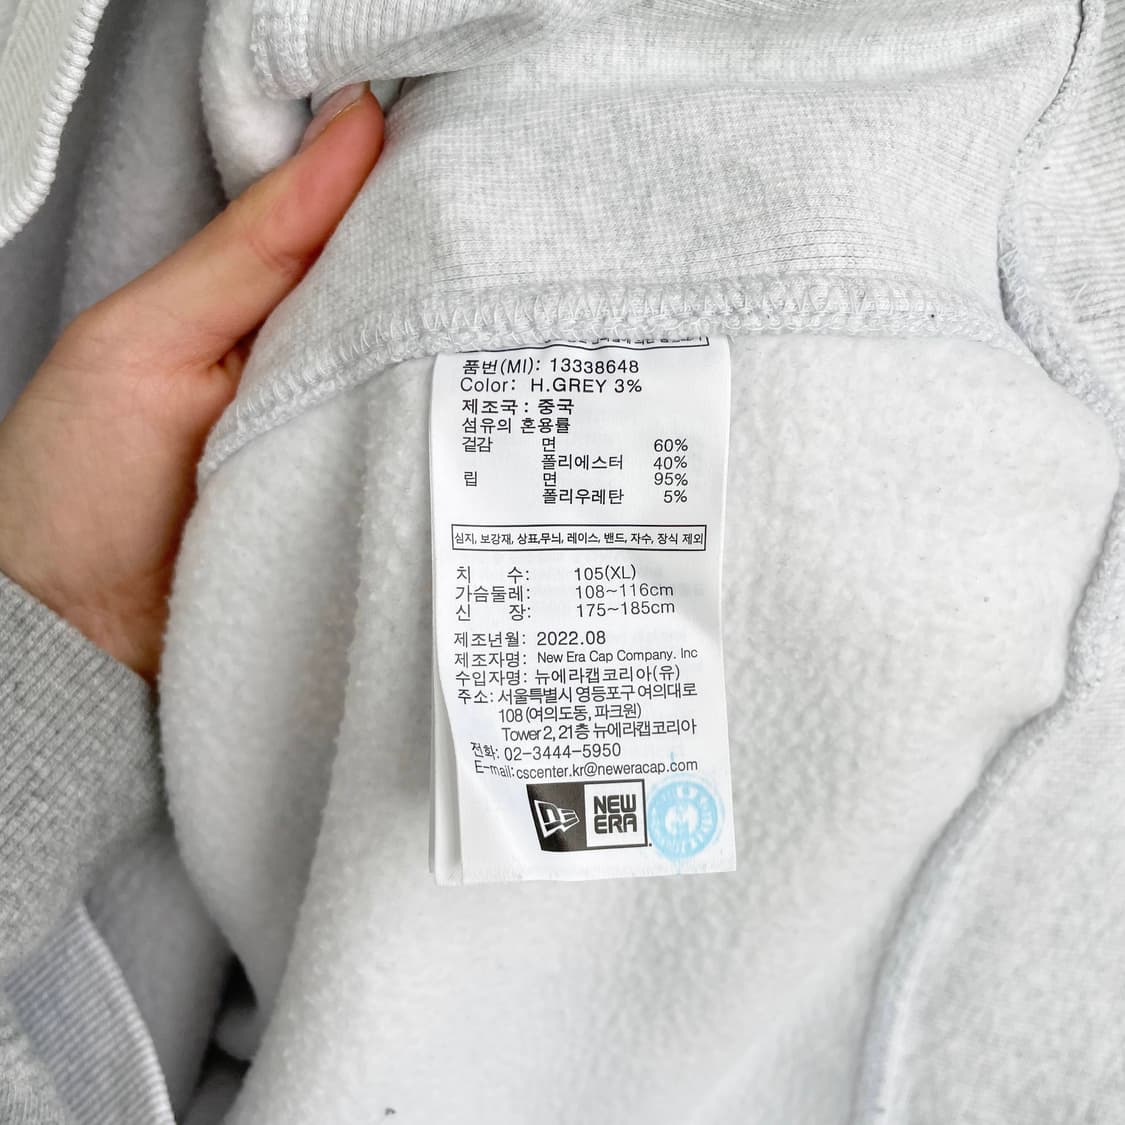 품번(MI): 13338648
Color: H.GREY 3%
제조국 : 중국
섬유의 혼용률
겉감 면 60%
폴리에스터 40%
립 면 95%
폴리우레탄 5%
심지, 보강재, 상표,무늬, 레이스, 밴드, 자수, 장식 제외
치 수: 105(XL)
가슴둘레: 108~116cm
신 장: 175~185cm
제조년월: 2022.08
제조자명: New Era Cap Company. Inc
수입자명: 뉴에라캡코리아(유)
주소: 서울특별시 영등포구 여의대로
108 (여의도동, 파크원)
Tower 2, 21층 뉴에라캡코리아
전화: 02-3444-5950
E-mail: cscenter.kr@neweracap.com
NEW
ERA